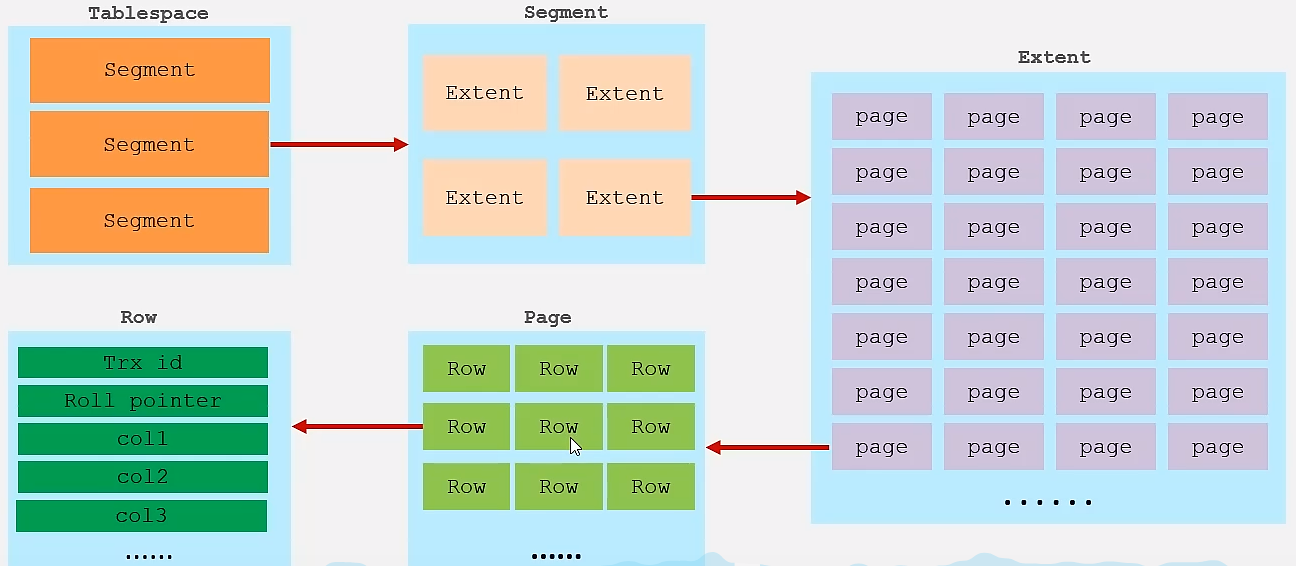 Tablespace
Segment
Segment
Segment
Segment
Extent Extent
Extent Extent
Extent
page page page page
page page page page
page page page page
page page page page
page page page page
page page page page
page page page page
......
Row
Trx id
Roll pointer
col1
col2
col3
......
Page
Row Row Row
Row Row Row
Row Row Row
......